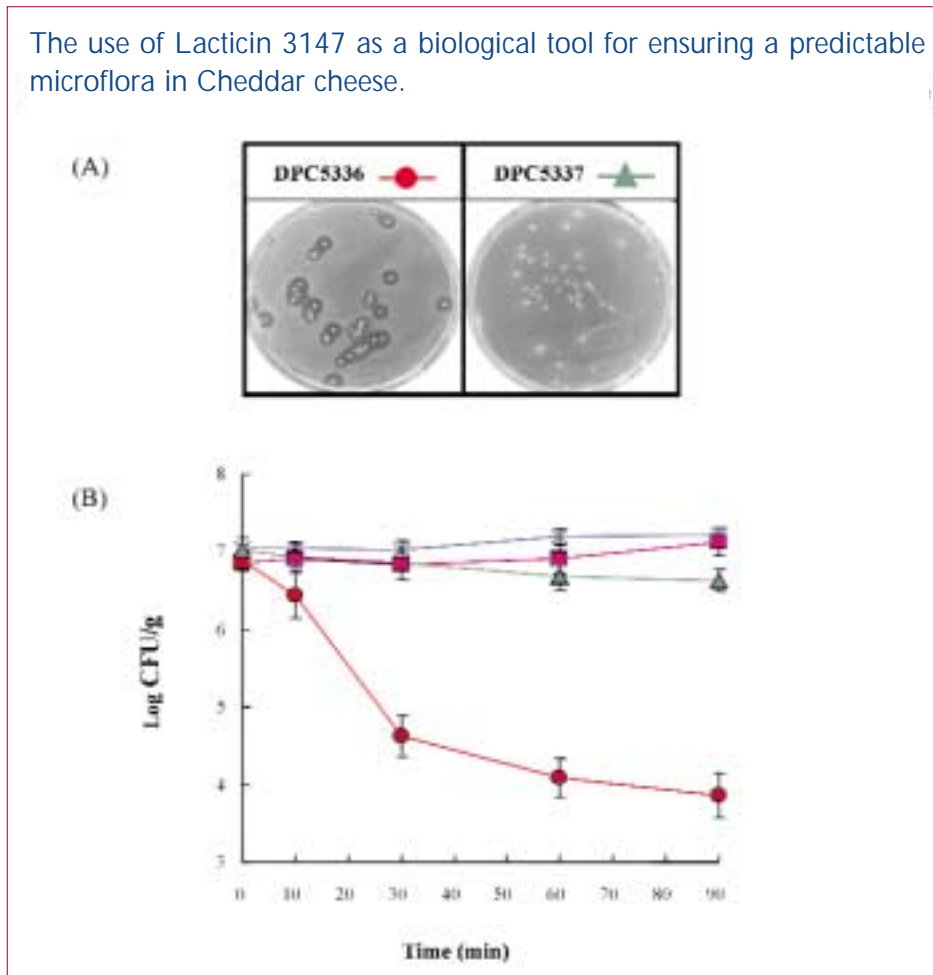 The use of Lacticin 3147 as a biological tool for ensuring a predictable
microflora in Cheddar cheese.
(A)
DPC5336 DPC5337
(B)
8
7
6
5
4
3
Log CFU/g
0 10 20 30 40 50 60 70 80 90
Time (min)